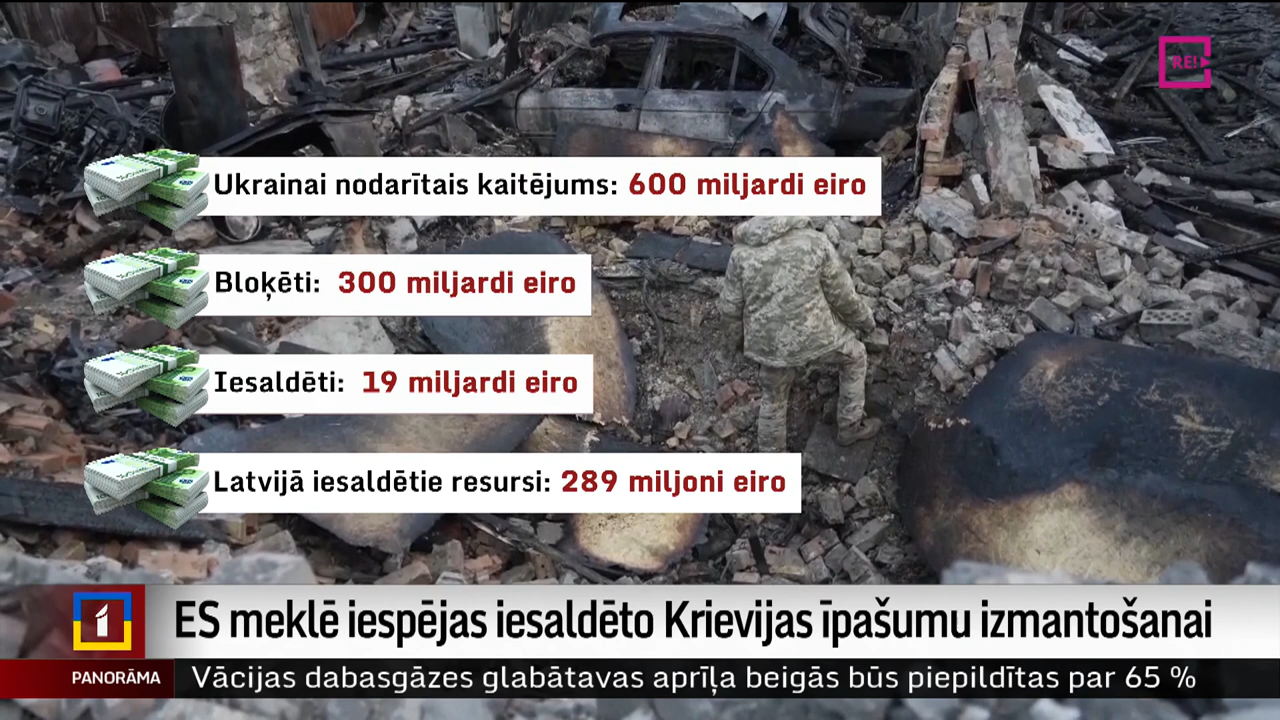 RE!
Ukrainai nodarītais kaitējums: 600 miljardi eiro
Bloķēti: 300 miljardi eiro
Iesaldēti: 19 miljardi eiro
Latvijā iesaldētie resursi: 289 miljoni eiro
1
ES meklē iespējas iesaldēto Krievijas īpašumu izmantošanai
PANORĀMA
Vācijas dabasgāzes glabātavas aprīļa beigās būs piepildītas par 65 %